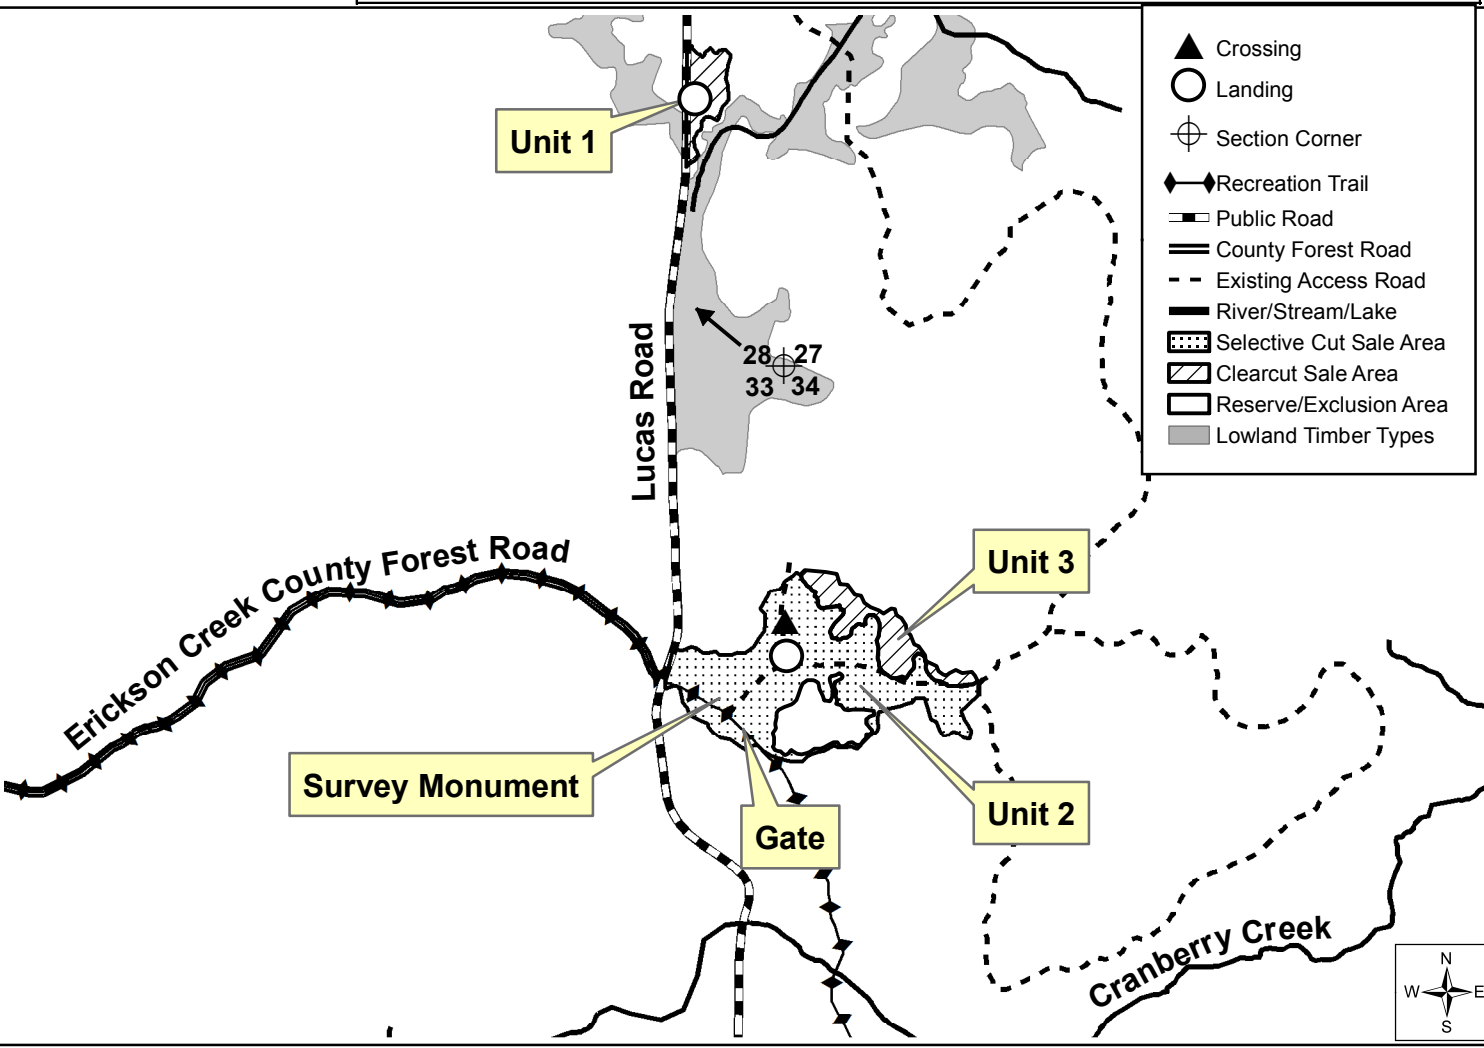 Crossing
Landing
Section Corner
Recreation Trail
Public Road
County Forest Road
Existing Access Road
River/Stream/Lake
Selective Cut Sale Area
Clearcut Sale Area
Reserve/Exclusion Area
Lowland Timber Types
Unit 1
28 27
33 34
Lucas Road
Erickson Creek County Forest Road
Unit 3
Survey Monument
Gate
Unit 2
Cranberry Creek
N
W E
S